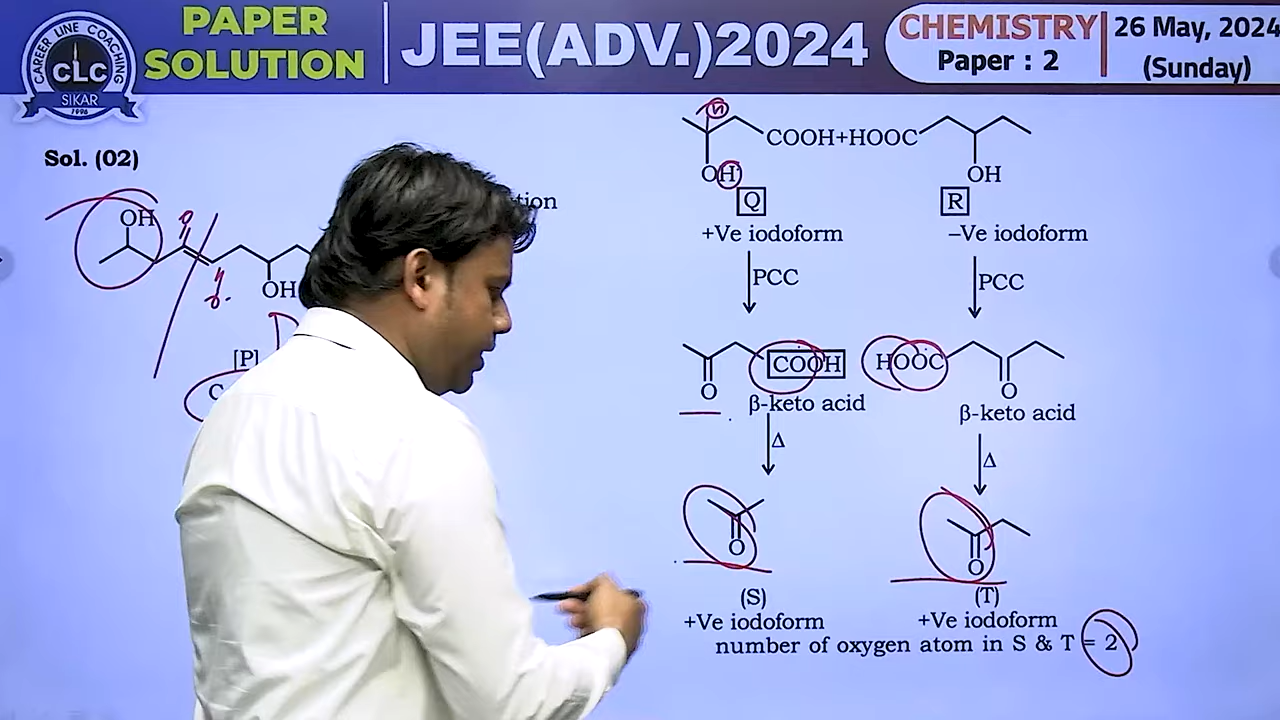 CAREER LINE COACHING
CLC
SIKAR
1996
PAPER
SOLUTION
JEE(ADV.)2024
CHEMISTRY
Paper : 2
26 May, 2024
(Sunday)
Sol. (02)
tion
OH
OH
[P]
C
H
COOH+HOOC
OH
OH
Q
R
+Ve iodoform
–Ve iodoform
PCC
PCC
COOH
HOOC
O
O
β-keto acid
β-keto acid
Δ
Δ
O
O
(S)
(T)
+Ve iodoform
+Ve iodoform
number of oxygen atom in S & T = 2